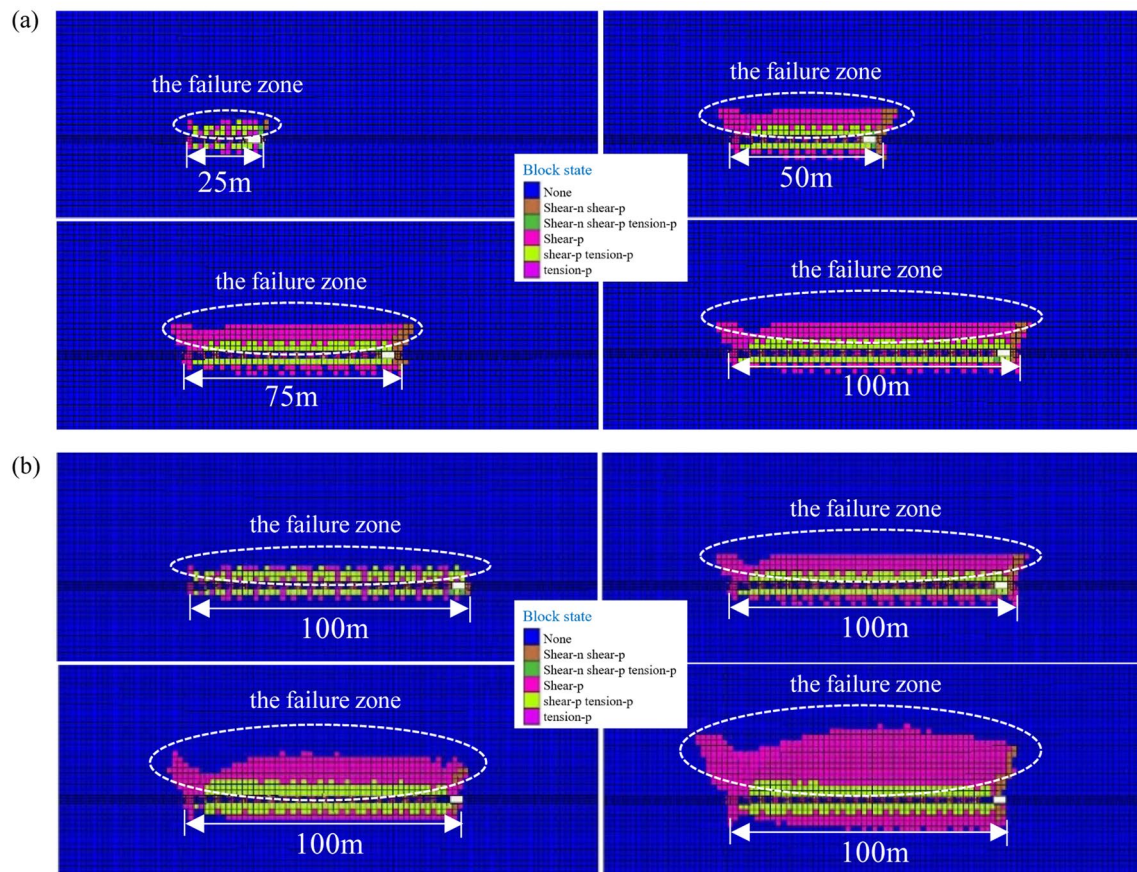 (a)
the failure zone
25m
the failure zone
50m
Block state
None
Shear-n shear-p
Shear-n shear-p tension-p
Shear-p
shear-p tension-p
tension-p
the failure zone
75m
the failure zone
100m
(b)
the failure zone
100m
the failure zone
100m
Block state
None
Shear-n shear-p
Shear-n shear-p tension-p
Shear-p
shear-p tension-p
tension-p
the failure zone
100m
the failure zone
100m